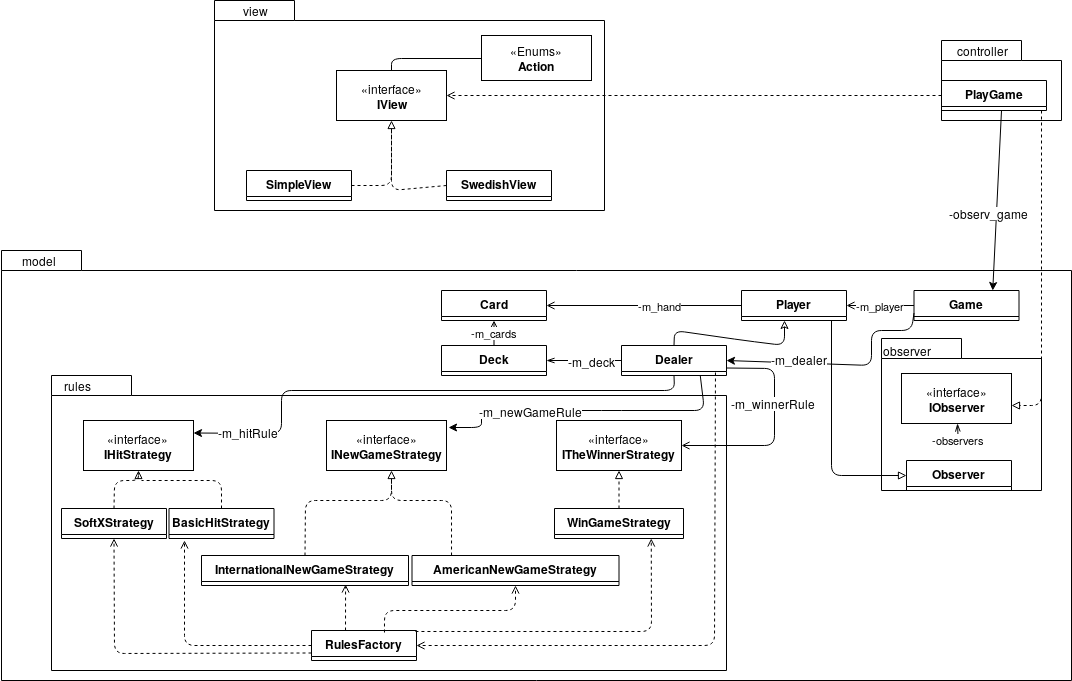 view
«Enums»
Action
controller
«interface»
IView
PlayGame
SimpleView
SwedishView
-observ_game
model
Card
-m_hand
Player
-m_player
Game
-m_cards
observer
Deck
-m_deck
Dealer
-m_dealer
rules
«interface»
IObserver
-m_newGameRule
-m_winnerRule
-m_hitRule
«interface»
IHitStrategy
«interface»
INewGameStrategy
«interface»
ITheWinnerStrategy
-observers
Observer
SoftXStrategy
BasicHitStrategy
WinGameStrategy
InternationalNewGameStrategy
AmericanNewGameStrategy
RulesFactory